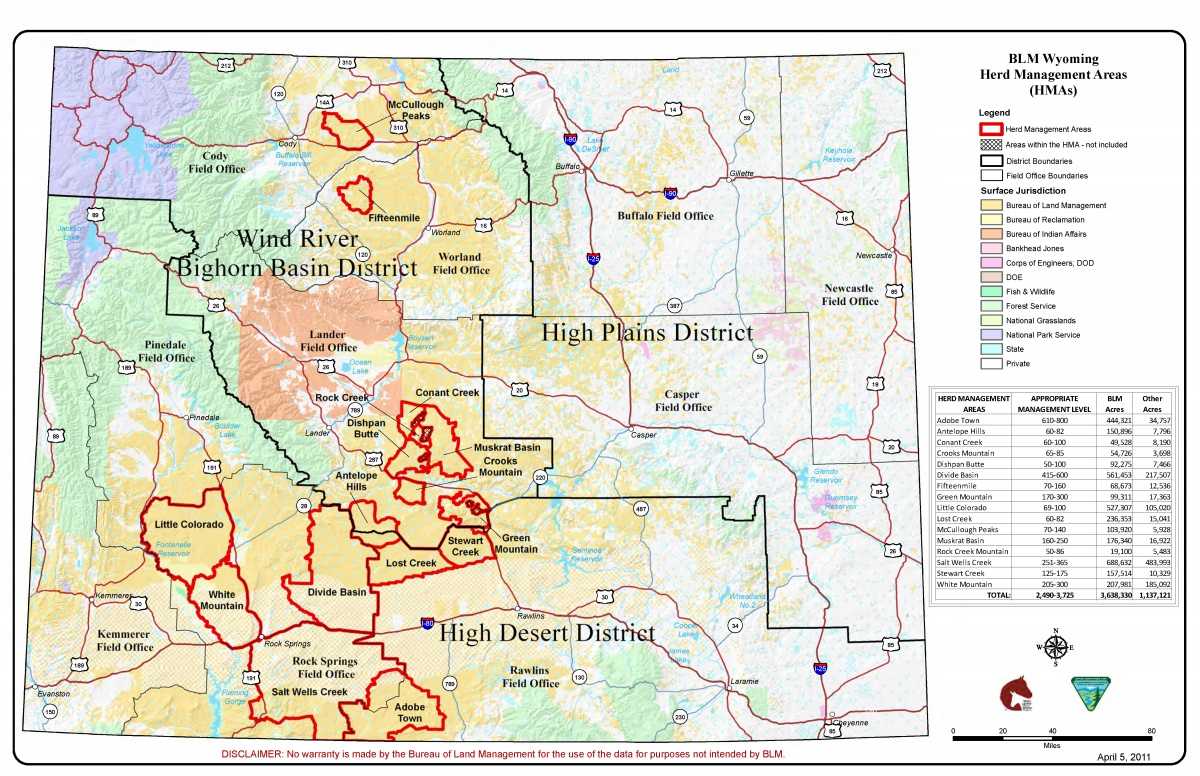 BLM Wyoming
Herd Management Areas
(HMAs)
Legend
Herd Management Areas
Areas within the HMA - not included
District Boundaries
Field Office Boundaries
Surface Jurisdiction
Bureau of Land Management
Bureau of Reclamation
Bureau of Indian Affairs
Bankhead Jones
Corps of Engineers; DOD
DOE
Fish & Wildlife
Forest Service
National Grasslands
National Park Service
State
Private
HERD MANAGEMENT AREAS APPROPRIATE MANAGEMENT LEVEL BLM Acres Other Acres
Adobe Town 610-800 444,321 34,757
Antelope Hills 60-82 150,896 7,796
Conant Creek 60-100 49,528 8,190
Crooks Mountain 65-85 54,726 3,698
Dishpan Butte 50-100 92,275 7,466
Divide Basin 415-600 561,453 217,507
Fifteenmile 70-160 68,673 12,536
Green Mountain 170-300 99,311 17,363
Little Colorado 69-100 527,307 105,020
Lost Creek 60-82 236,353 15,041
McCullough Peaks 70-140 103,920 5,928
Muskrat Basin 160-250 176,340 16,922
Rock Creek Mountain 50-86 19,100 5,483
Salt Wells Creek 251-365 688,632 483,993
Stewart Creek 125-175 157,514 10,329
White Mountain 205-300 207,981 185,092
TOTAL: 2,490-3,725 3,638,330 1,137,121
N
W E
S
0 20 40 80
Miles
April 5, 2011
DISCLAIMER: No warranty is made by the Bureau of Land Management for the use of the data for purposes not intended by BLM.
212
310
212
120
14A
14
14
59
McCullough
Peaks
310
I-90
Lake
DeSmet
Land
Yellowstone
Lake
Cody
Buffalo Bill
Reservoir
Cody
Field Office
Buffalo
Gillette
Keyhole
Reservoir
I-90
89
Fifteenmile
16
Buffalo Field Office
16
Jackson
Lake
Worland
Wind River
Bighorn Basin District
120
Worland
Field Office
I-25
Newcastle
Newcastle
Field Office
85
26
387
Lander
Field Office
Boysen
Reservoir
High Plains District
Pinedale
Field Office
189
26
Ocean
Lake
59
18
Rock Creek
Conant Creek
20
Casper
Field Office
789
Pinedale
Boulder
Lake
Lander
Dishpan
Butte
89
Casper
20
287
Muskrat Basin
Crooks
Mountain
191
Antelope
Hills
220
Glendo
Reservoir
85
28
487
Guernsey
Reservoir
Little Colorado
Fontenelle
Reservoir
Stewart
Creek
Green
Mountain
Seminoe
Reservoir
26
Lost Creek
White
Mountain
Divide Basin
Kemmerer
30
30
Wheatland
No.2
Rawlins
I-80
Kemmerer
Field Office
High Desert District
Cooper
Lakes
34
Rock Springs
85
189
Rock Springs
Field Office
James
Lake
I-25
191
Rawlins
Field Office
130
789
Salt Wells Creek
Flaming
Gorge
Laramie
Evanston
Adobe
Town
150
230
Cheyenne
85